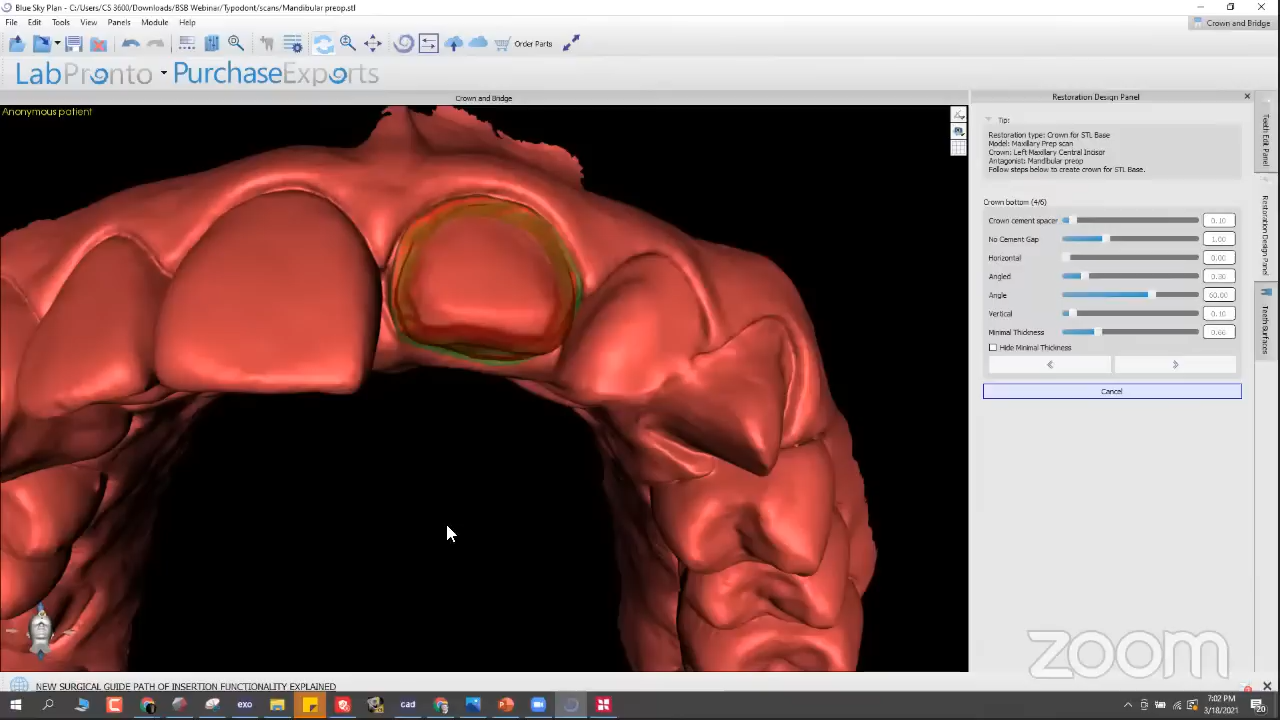 Blue Sky Plan - C:/Users/CS 3600/Downloads/BSB Webinar/Typodont/scans/Mandibular preop.stl
File Edit Tools View Panels Module Help
Crown and Bridge
Order Parts
LabPronto PurchaseExports
Crown and Bridge
Restoration Design Panel
Anonymous patient
Tip:
Restoration type: Crown for STL Base
Model: Maxillary Prep scan
Crown: Left Maxillary Central Incisor
Antagonist: Mandibular preop
Follow steps below to create crown for STL Base.
Teeth Edit Panel
Restoration Design Panel
Teeth Surfaces
Crown bottom (4/6)
Crown cement spacer 0.10
No Cement Gap 1.00
Horizontal 0.00
Angled 0.30
Angle 60.00
Vertical 0.10
Minimal Thickness 0.66
Hide Minimal Thickness
Cancel
zoom
NEW SURGICAL GUIDE PATH OF INSERTION FUNCTIONALITY EXPLAINED
exo
cad
7:02 PM
3/18/2021
20